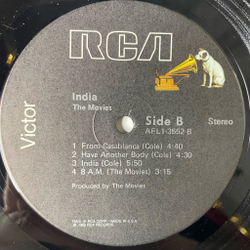 RCA
Victor
India
The Movies
Side B
AFL1-3652-B
Stereo
1 From Casablanca (Cole) 4:40
2 Have Another Body (Cole) 4:30
3 India (Cole) 5:50
4 8 A.M. (The Movies) 3:15
Produced by The Movies